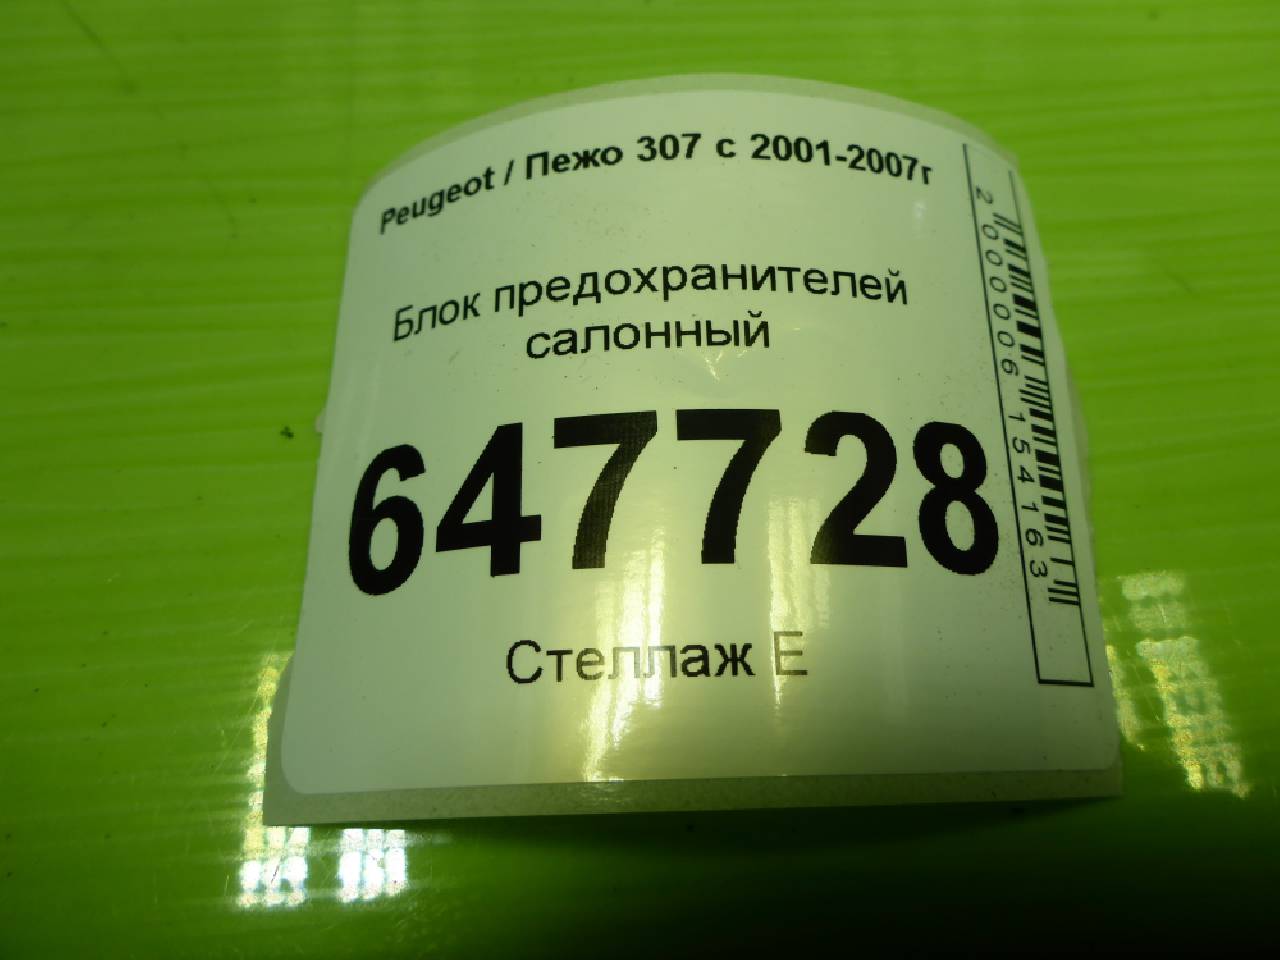 Peugeot / Пежо 307 с 2001-2007г
Блок предохранителей
салонный
647728
Стеллаж Е
2000006154163